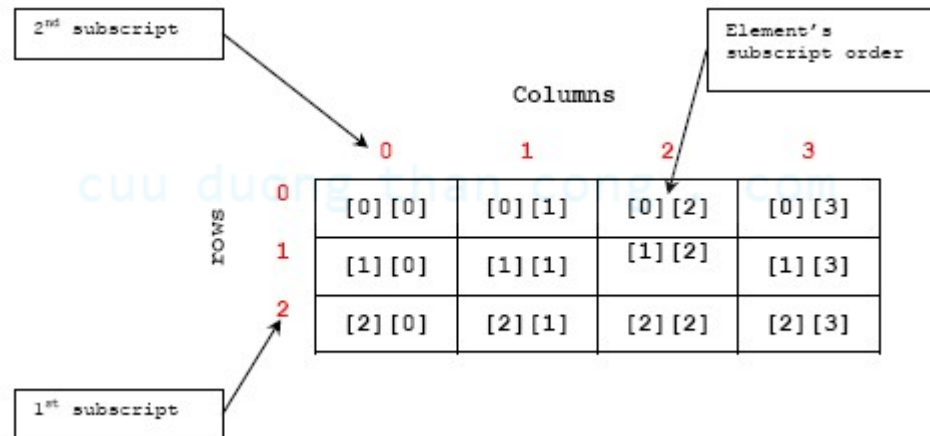 2nd subscript
Element's
subscript order
Columns
0 1 2 3
cuu duong than cong . com
rows
0 [0][0] [0][1] [0][2] [0][3]
1 [1][0] [1][1] [1][2] [1][3]
2 [2][0] [2][1] [2][2] [2][3]
1st subscript